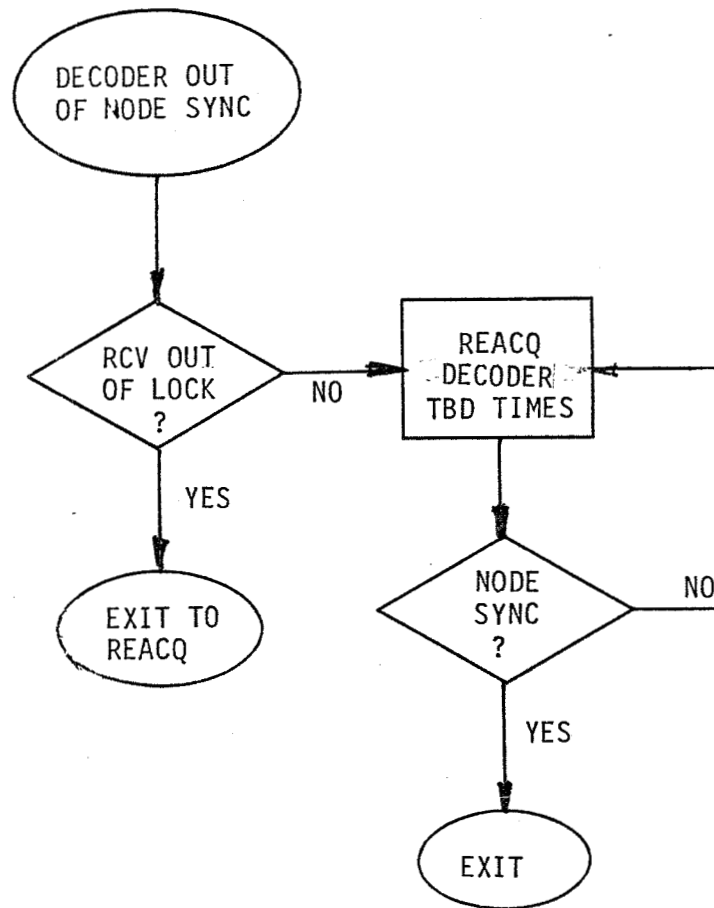 DECODER OUT
OF NODE SYNC
RCV OUT
OF LOCK
?
NO
YES
EXIT TO
REACQ
REACQ
DECODER
TBD TIMES
NODE
SYNC
?
NO
YES
EXIT